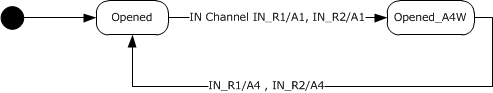 Opened
IN Channel IN_R1/A1, IN_R2/A1
Opened_A4W
IN_R1/A4 , IN_R2/A4